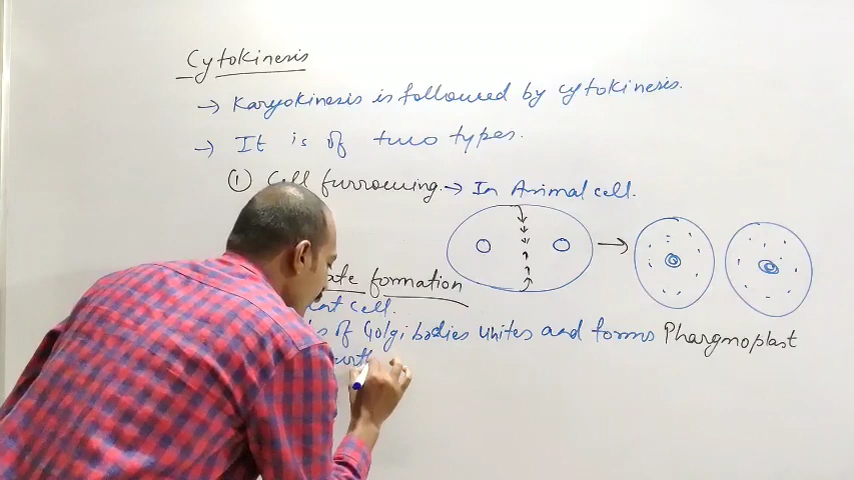 Cytokinesis
→ Karyokinesis is followed by cytokinesis.
→ It is of two types.
① Cell furrowing. → In Animal cell.
formation
cell.
of Golgi bodies unites and forms Phargmoplast